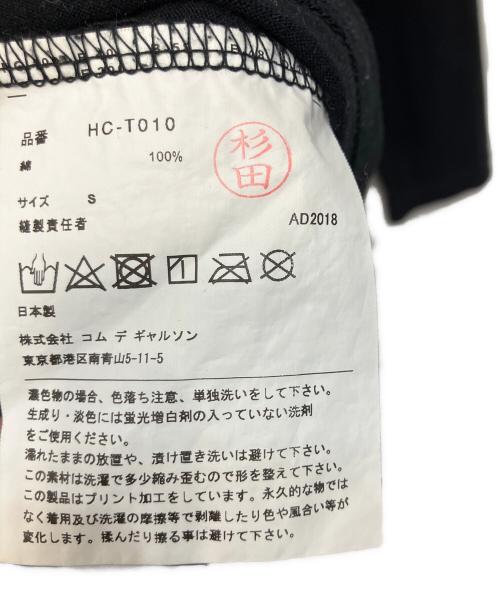 品番 HC-T010
綿 100%
杉田
サイズ S
縫製責任者 AD2018
日本製
株式会社 コム デ ギャルソン
東京都港区南青山5-11-5
濃色物の場合、色落ち注意、単独洗いをして下さい。
生成り・淡色には蛍光増白剤の入っていない洗剤
をご使用ください。
濡れたままの放置や、漬け置き洗いは避けて下さい。
この素材は洗濯で多少縮み歪むので形を整えて下さい。
この製品はプリント加工をしています。永久的な物では
なく着用及び洗濯の摩擦等で剥離したり色や風合い等が
変化します。揉んだり擦る事は避けて下さい。